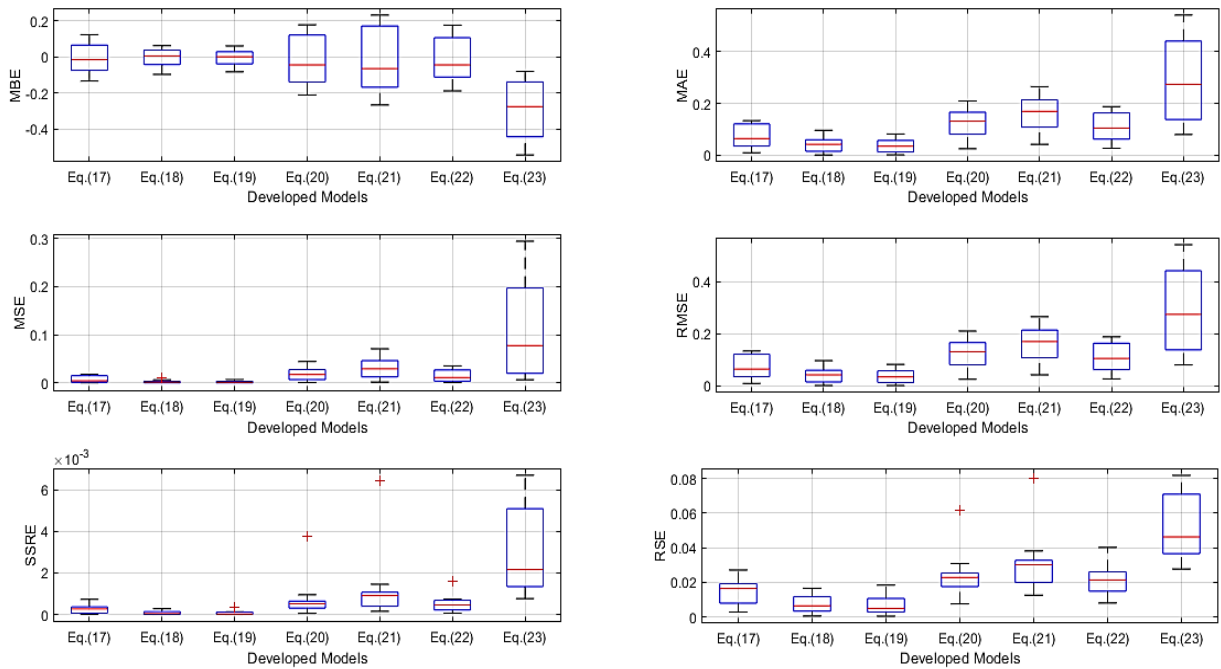 0.2
0
-0.2
-0.4
MBE
Eq.(17) Eq.(18) Eq.(19) Eq.(20) Eq.(21) Eq.(22) Eq.(23)
Developed Models
0.4
0.2
0
MAE
Eq.(17) Eq.(18) Eq.(19) Eq.(20) Eq.(21) Eq.(22) Eq.(23)
Developed Models
0.3
0.2
0.1
0
MSE
Eq.(17) Eq.(18) Eq.(19) Eq.(20) Eq.(21) Eq.(22) Eq.(23)
Developed Models
0.4
0.2
0
RMSE
Eq.(17) Eq.(18) Eq.(19) Eq.(20) Eq.(21) Eq.(22) Eq.(23)
Developed Models
×10⁻³
6
4
2
0
SSRE
Eq.(17) Eq.(18) Eq.(19) Eq.(20) Eq.(21) Eq.(22) Eq.(23)
Developed Models
0.08
0.06
0.04
0.02
0
RSE
Eq.(17) Eq.(18) Eq.(19) Eq.(20) Eq.(21) Eq.(22) Eq.(23)
Developed Models